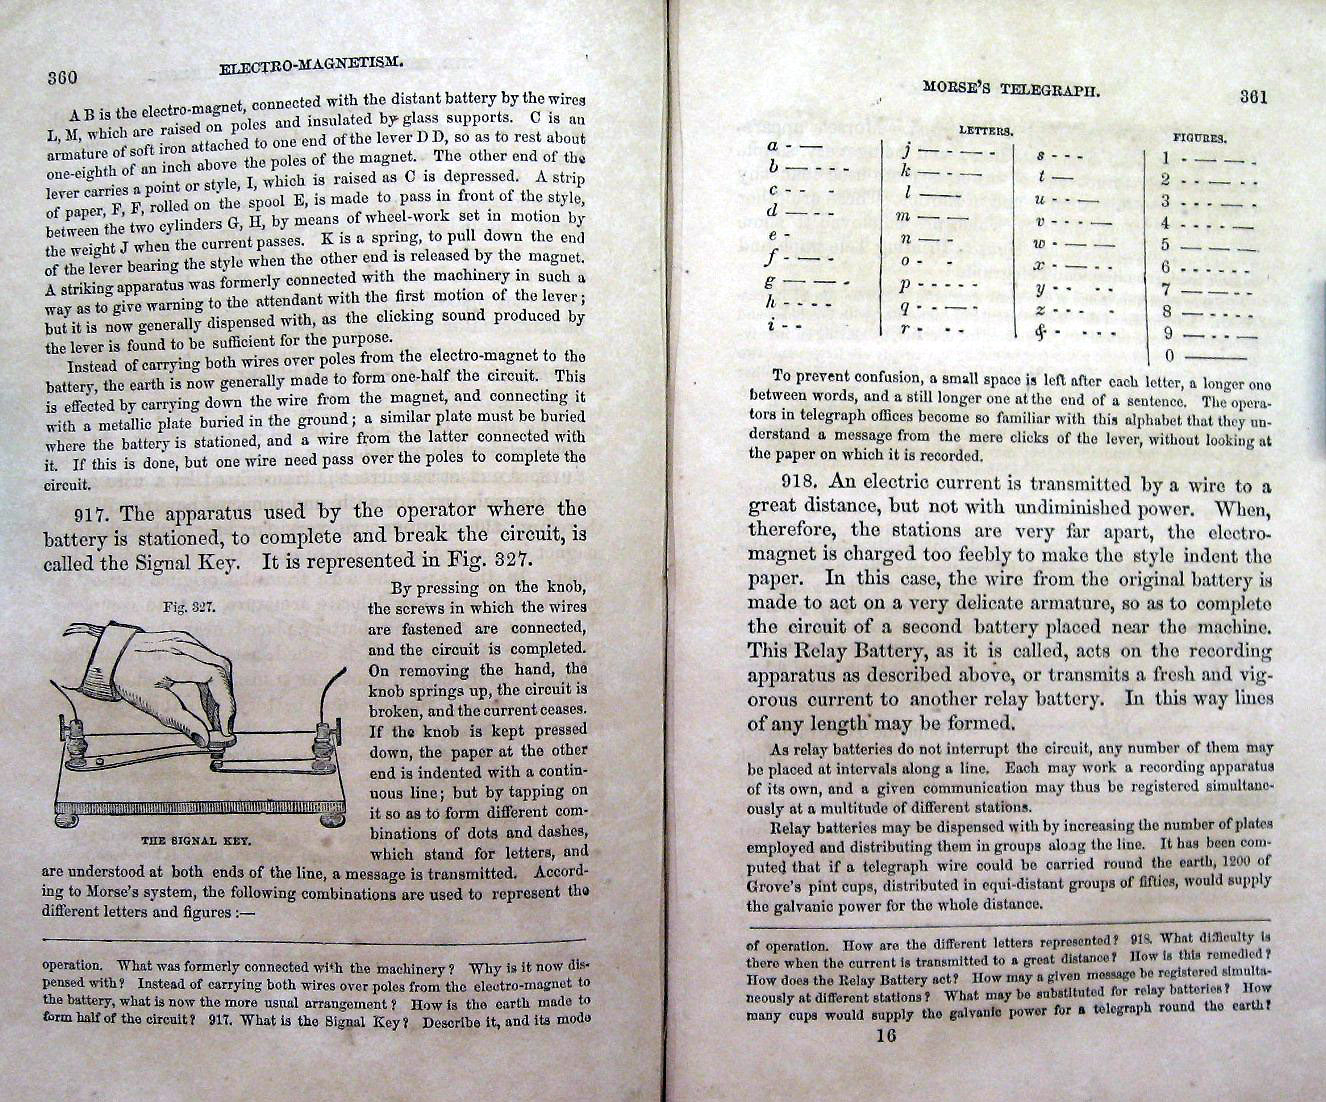 360
ELECTRO-MAGNETISM.
A B is the electro-magnet, connected with the distant battery by the wires
L, M, which are raised on poles and insulated by glass supports. C is an
armature of soft iron attached to one end of the lever D D, so as to rest about
one-eighth of an inch above the poles of the magnet. The other end of the
lever carries a point or style, I, which is raised as C is depressed. A strip
of paper, F, F, rolled on the spool E, is made to pass in front of the style,
between the two cylinders G, H, by means of wheel-work set in motion by
the weight J when the current passes. K is a spring, to pull down the end
of the lever bearing the style when the other end is released by the magnet.
A striking apparatus was formerly connected with the machinery in such a
way as to give warning to the attendant with the first motion of the lever;
but it is now generally dispensed with, as the clicking sound produced by
the lever is found to be sufficient for the purpose.
Instead of carrying both wires over poles from the electro-magnet to the
battery, the earth is now generally made to form one-half the circuit. This
is effected by carrying down the wire from the magnet, and connecting it
with a metallic plate buried in the ground; a similar plate must be buried
where the battery is stationed, and a wire from the latter connected with
it. If this is done, but one wire need pass over the poles to complete the
circuit.
917. The apparatus used by the operator where the
battery is stationed, to complete and break the circuit, is
called the Signal Key. It is represented in Fig. 327.
Fig. 327.
THE SIGNAL KEY.
By pressing on the knob,
the screws in which the wires
are fastened are connected,
and the circuit is completed.
On removing the hand, the
knob springs up, the circuit is
broken, and the current ceases.
If the knob is kept pressed
down, the paper at the other
end is indented with a contin-
uous line; but by tapping on
it so as to form different com-
binations of dots and dashes,
which stand for letters, and
are understood at both ends of the line, a message is transmitted. Accord-
ing to Morse's system, the following combinations are used to represent the
different letters and figures:—
operation. What was formerly connected with the machinery? Why is it now dis-
pensed with? Instead of carrying both wires over poles from the electro-magnet to
the battery, what is now the more usual arrangement? How is the earth made to
form half of the circuit? 917. What is the Signal Key? Describe it, and its mode
MORSE'S TELEGRAPH.
361
LETTERS.
FIGURES.
a - —
b — - - -
c - - -
d — - -
e -
f - — -
g — — -
h - - - -
i - -
j — - — -
k — - —
l —
m — —
n — -
o - -
p - - - - -
q - - — -
r - - -
s - - -
t —
u - - —
v - - - —
w - — —
x - — - -
y - - - -
z - - - -
& - - - -
1 - — — -
2 - - — - -
3 - - - — -
4 - - - - —
5 — — —
6 - - - - - -
7 — — - -
8 — - - - -
9 — - - —
0 ——
To prevent confusion, a small space is left after each letter, a longer one
between words, and a still longer one at the end of a sentence. The opera-
tors in telegraph offices become so familiar with this alphabet that they un-
derstand a message from the mere clicks of the lever, without looking at
the paper on which it is recorded.
918. An electric current is transmitted by a wire to a
great distance, but not with undiminished power. When,
therefore, the stations are very far apart, the electro-
magnet is charged too feebly to make the style indent the
paper. In this case, the wire from the original battery is
made to act on a very delicate armature, so as to complete
the circuit of a second battery placed near the machine.
This Relay Battery, as it is called, acts on the recording
apparatus as described above, or transmits a fresh and vig-
orous current to another relay battery. In this way lines
of any length may be formed.
As relay batteries do not interrupt the circuit, any number of them may
be placed at intervals along a line. Each may work a recording apparatus
of its own, and a given communication may thus be registered simultane-
ously at a multitude of different stations.
Relay batteries may be dispensed with by increasing the number of plates
employed and distributing them in groups along the line. It has been com-
puted that if a telegraph wire could be carried round the earth, 1200 of
Grove's pint cups, distributed in equi-distant groups of fifties, would supply
the galvanic power for the whole distance.
of operation. How are the different letters represented? 918. What difficulty is
there when the current is transmitted to a great distance? How is this remedied?
How does the Relay Battery act? How may a given message be registered simulta-
neously at different stations? What may be substituted for relay batteries? How
many cups would supply the galvanic power for a telegraph round the earth?
16